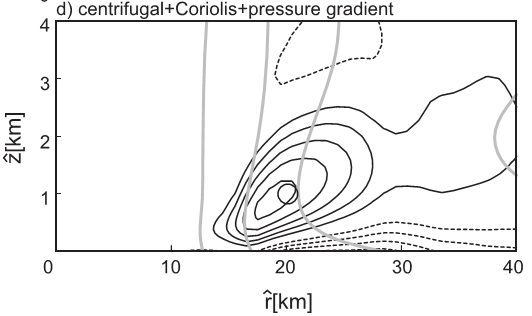 d) centrifugal+Coriolis+pressure gradient
4
3
2
1
ẑ[km]
0 10 20 30 40
r̂[km]